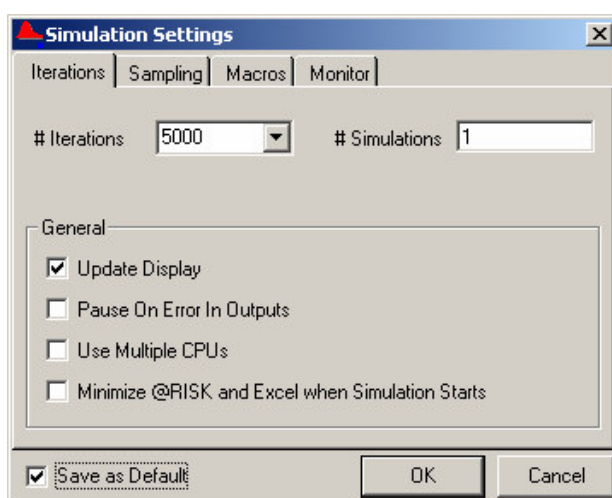 Simulation Settings
Iterations Sampling Macros Monitor
# Iterations 5000 # Simulations 1
General
Update Display
Pause On Error In Outputs
Use Multiple CPUs
Minimize @RISK and Excel when Simulation Starts
Save as Default OK Cancel